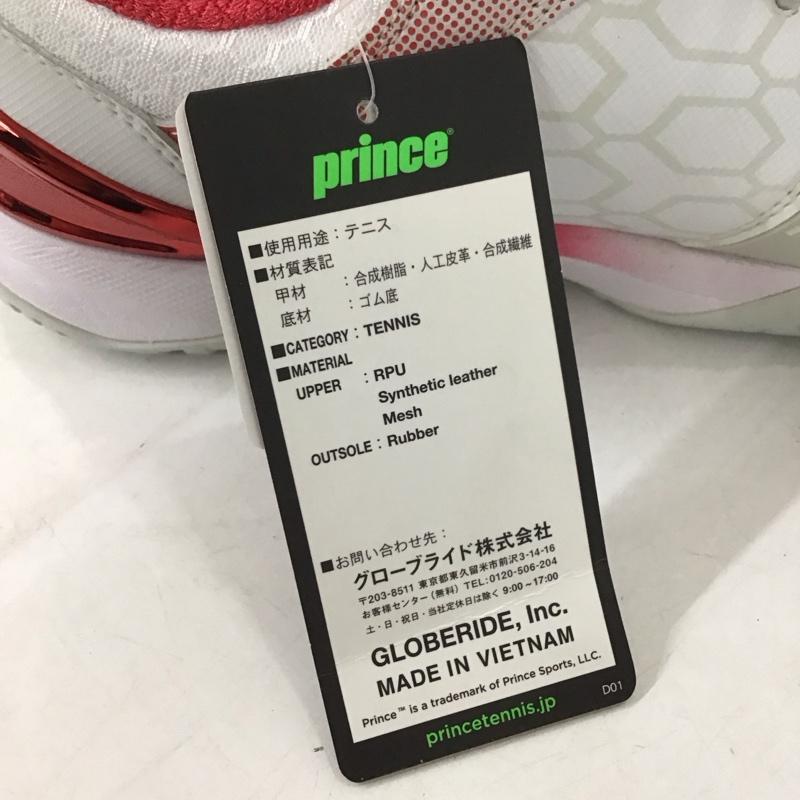 prince®
■使用用途：テニス
■材質表記
甲材 ：合成樹脂・人工皮革・合成繊維
底材 ：ゴム底
■CATEGORY：TENNIS
■MATERIAL
UPPER ：RPU
Synthetic leather
Mesh
OUTSOLE：Rubber
■お問い合わせ先：
グローブライド株式会社
〒203-8511 東京都東久留米市前沢3-14-16
お客様センター（無料）TEL:0120-506-204
土・日・祝日・当社定休日は除く 9:00～17:00
GLOBERIDE, Inc.
MADE IN VIETNAM
Prince™ is a trademark of Prince Sports, LLC.
D01
princetennis.jp